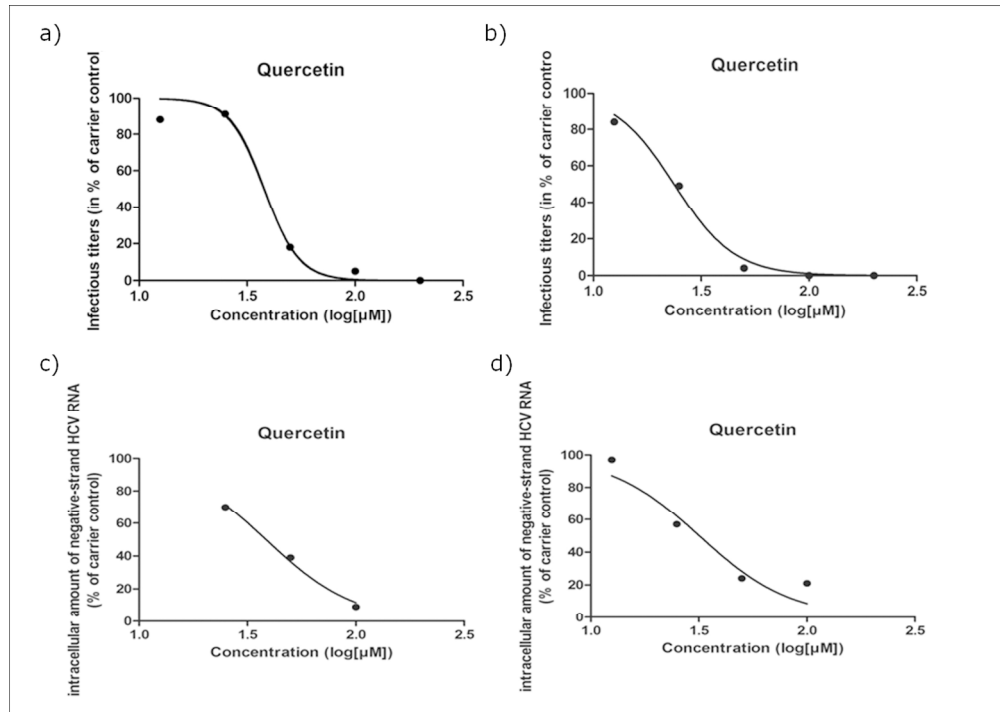 a)
Quercetin
Infectious titers (in % of carrier control
100
80
60
40
20
0
1.0 1.5 2.0 2.5
Concentration (log[µM])
b)
Quercetin
Infectious titers (in % of carrier contro
100
80
60
40
20
0
1.0 1.5 2.0 2.5
Concentration (log[µM])
c)
Quercetin
intracellular amount of negative-strand HCV RNA
(% of carrier control)
100
80
60
40
20
0
1.0 1.5 2.0 2.5
Concentration (log[µM])
d)
Quercetin
intracellular amount of negative-strand HCV RNA
(% of carrier control)
100
80
60
40
20
0
1.0 1.5 2.0 2.5
Concentration (log[µM])